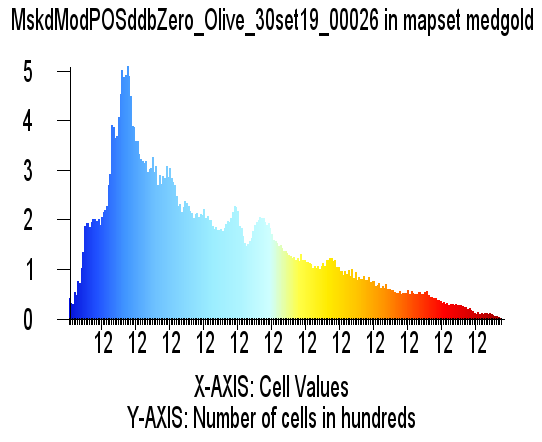 MskdModPOSddbZero_Olive_30set19_00026 in mapset medgold
5
4
3
2
1
0
12 12 12 12 12 12 12 12 12 12 12 12
X-AXIS: Cell Values
Y-AXIS: Number of cells in hundreds